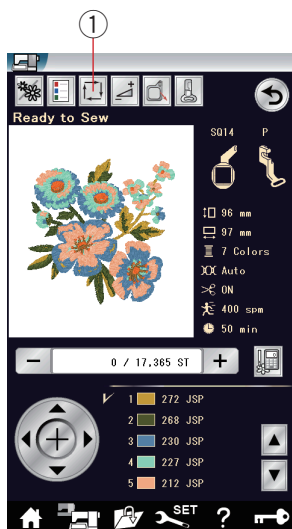 1
Ready to Sew
SQ14 P
96 mm
97 mm
7 Colors
Auto
ON
400 spm
50 min
− 0 / 17,365 ST +
1 272 JSP
2 268 JSP
3 230 JSP
4 227 JSP
5 212 JSP
SET ?